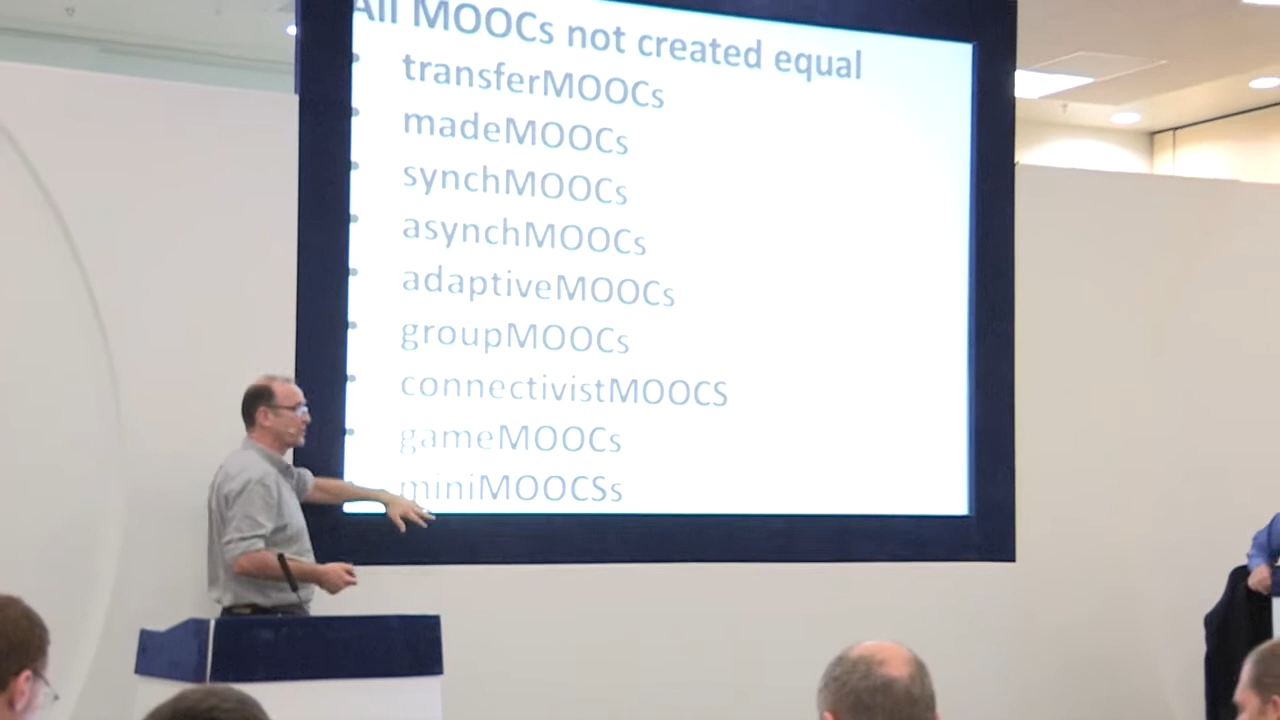 All MOOCs not created equal
transferMOOCs
madeMOOCs
synchMOOCs
asynchMOOCs
adaptiveMOOCs
groupMOOCs
connectivistMOOCS
gameMOOCs
miniMOOCSs